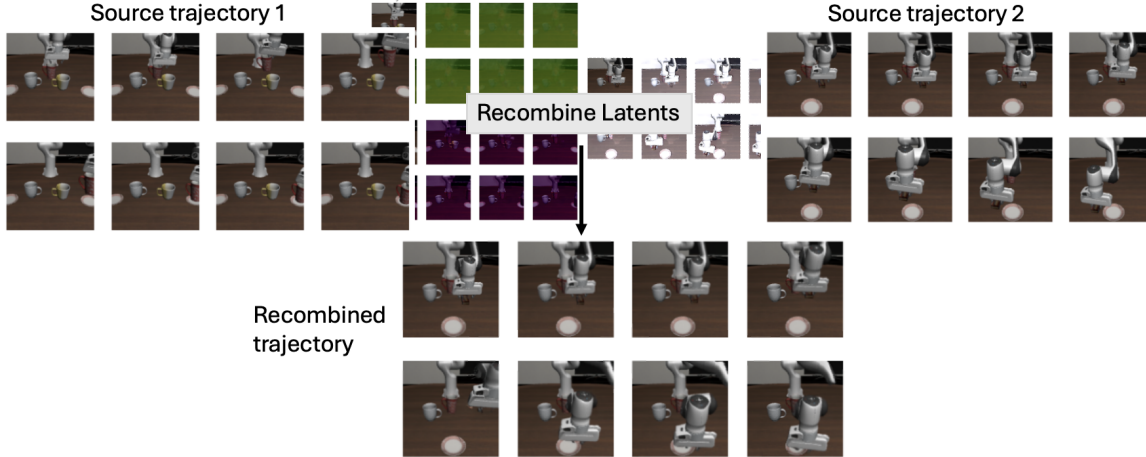 Source trajectory 1
Source trajectory 2
Recombine Latents
Recombined
trajectory